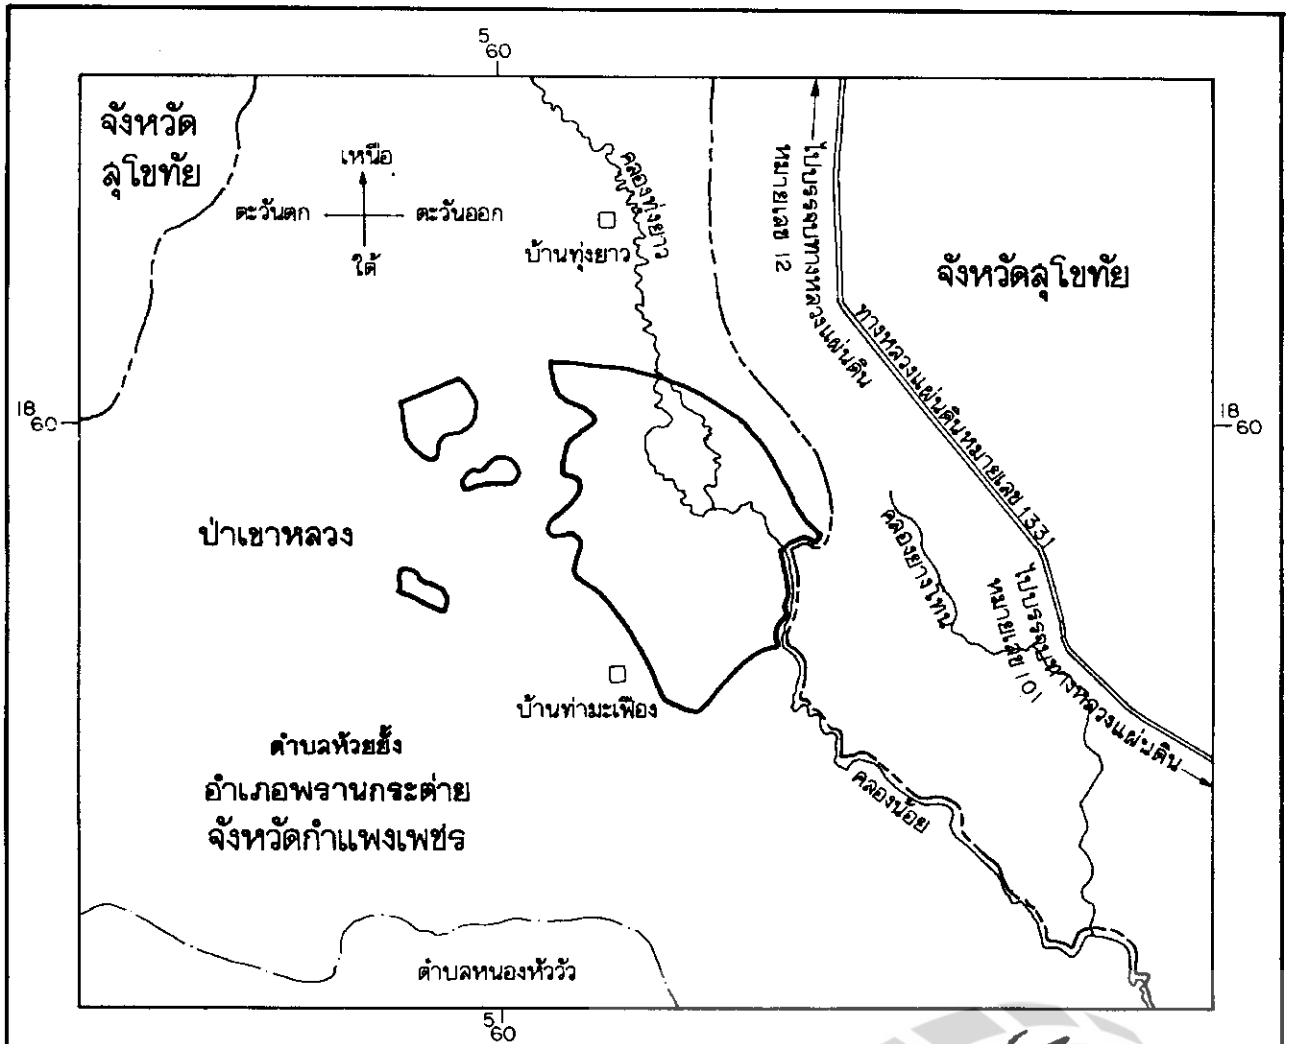 5
60
จังหวัด
สุโขทัย
เหนือ
ตะวันตก
ตะวันออก
ใต้
คลองทุ่งยาว
บ้านทุ่งยาว
ไปบรรจบทางหลวงแผ่นดิน
หมายเลข 12
จังหวัดสุโขทัย
ทางหลวงแผ่นดินหมายเลข 1331
18
60
18
60
ป่าเขาหลวง
คลองยางโทน
ไปบรรจบทางหลวงแผ่นดิน
หมายเลข 101
บ้านท่ามะเฟือง
ตำบลห้วยยั้ง
อำเภอพรานกระต่าย
จังหวัดกำแพงเพชร
คลองน้อย
ตำบลหนองหัววัว
5
60